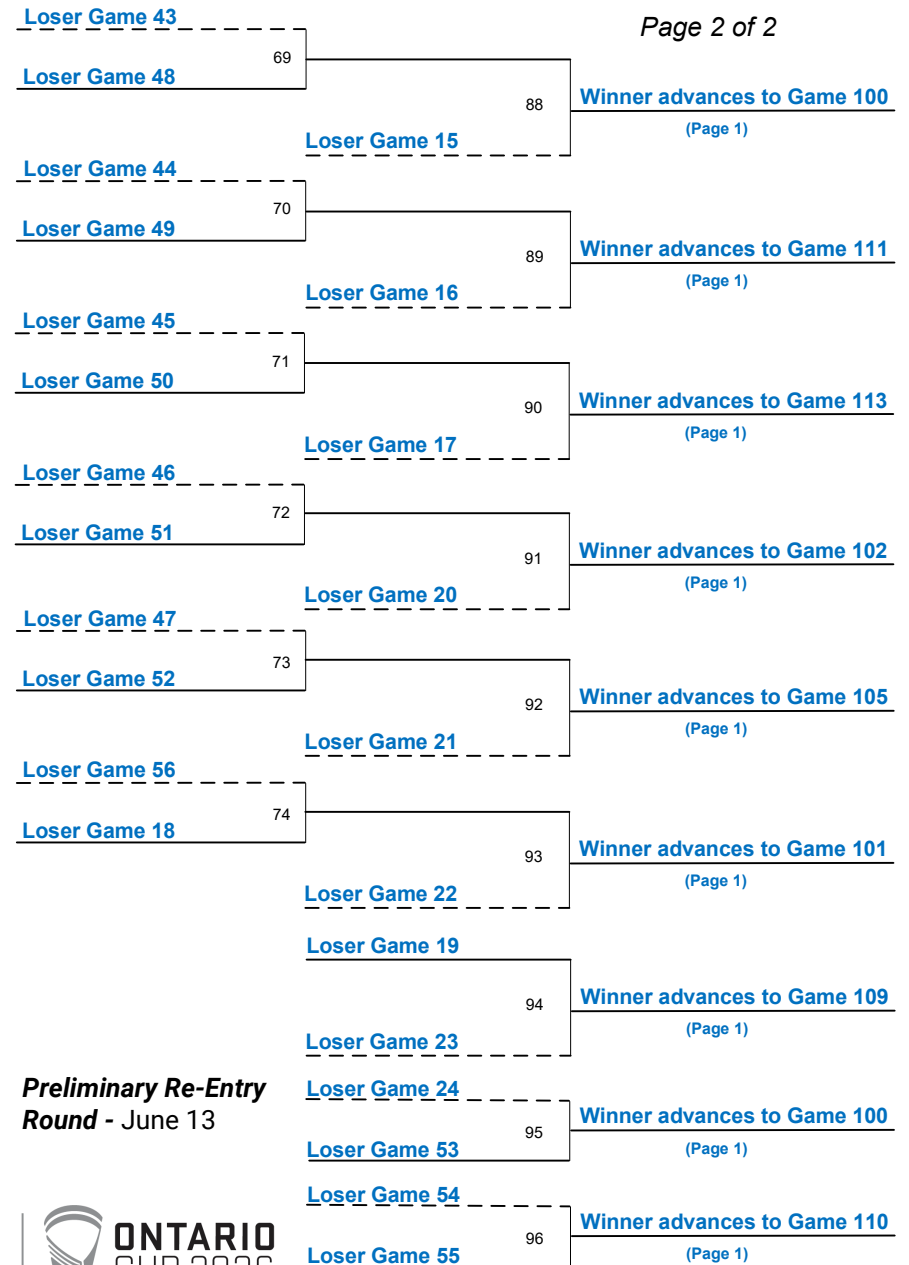 Loser Game 43
Page 2 of 2
69
Loser Game 48
88
Winner advances to Game 100
(Page 1)
Loser Game 15
Loser Game 44
70
Loser Game 49
89
Winner advances to Game 111
(Page 1)
Loser Game 16
Loser Game 45
71
Loser Game 50
90
Winner advances to Game 113
(Page 1)
Loser Game 17
Loser Game 46
72
Loser Game 51
91
Winner advances to Game 102
(Page 1)
Loser Game 20
Loser Game 47
73
Loser Game 52
92
Winner advances to Game 105
(Page 1)
Loser Game 21
Loser Game 56
74
Loser Game 18
93
Winner advances to Game 101
(Page 1)
Loser Game 22
Loser Game 19
94
Winner advances to Game 109
(Page 1)
Loser Game 23
Preliminary Re-Entry
Round - June 13
Loser Game 24
95
Winner advances to Game 100
(Page 1)
Loser Game 53
Loser Game 54
96
Winner advances to Game 110
(Page 1)
Loser Game 55
ONTARIO
CUP